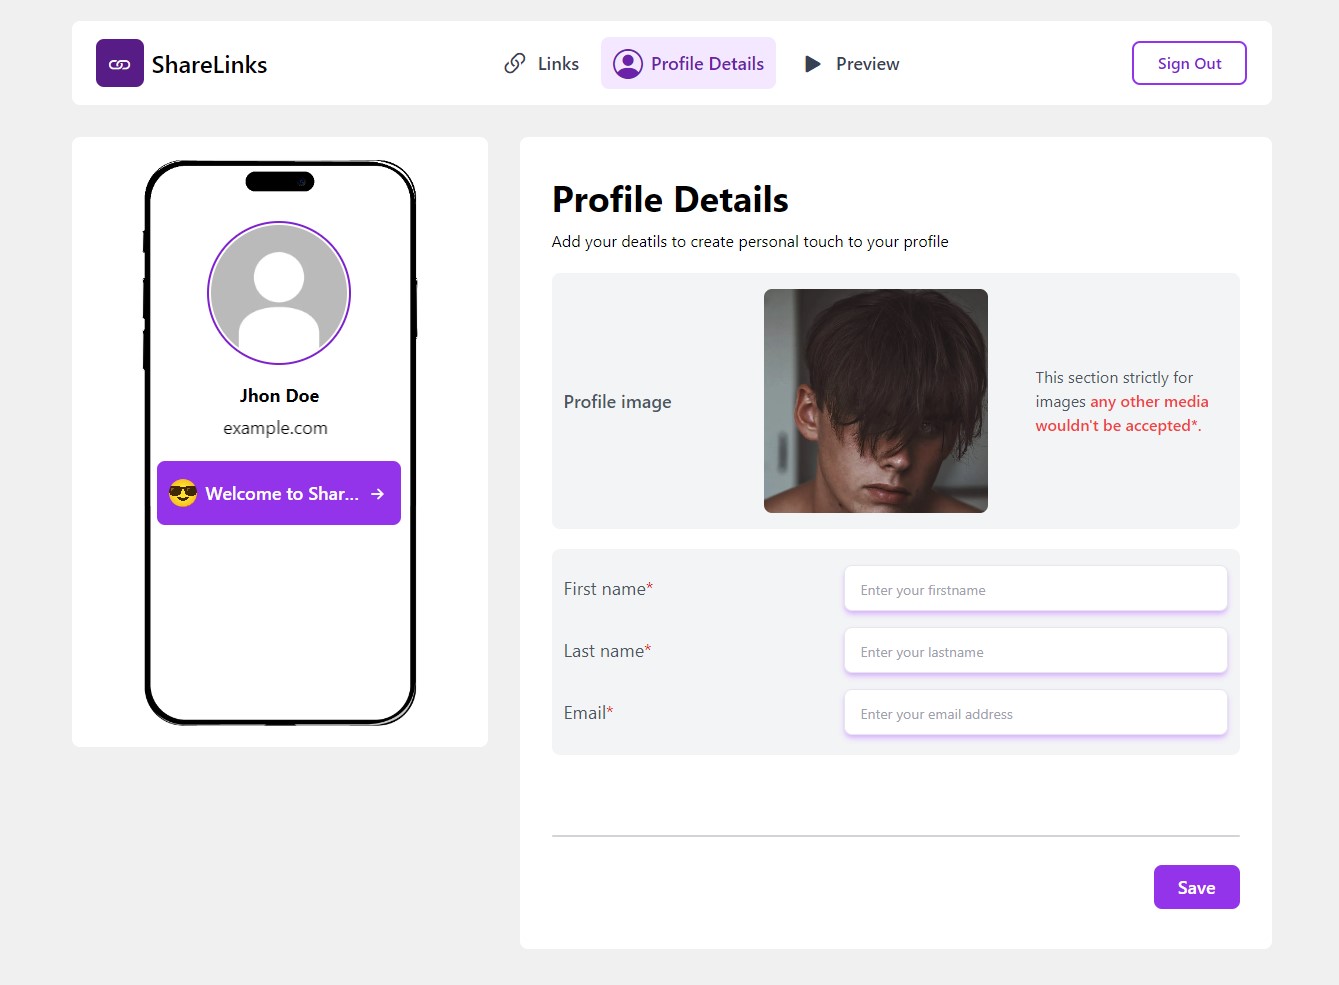 ShareLinks
Links
Profile Details
Preview
Sign Out
Jhon Doe
example.com
😎 Welcome to Shar... →
Profile Details
Add your deatils to create personal touch to your profile
Profile image
This section strictly for
images any other media
wouldn't be accepted*.
First name*
Enter your firstname
Last name*
Enter your lastname
Email*
Enter your email address
Save